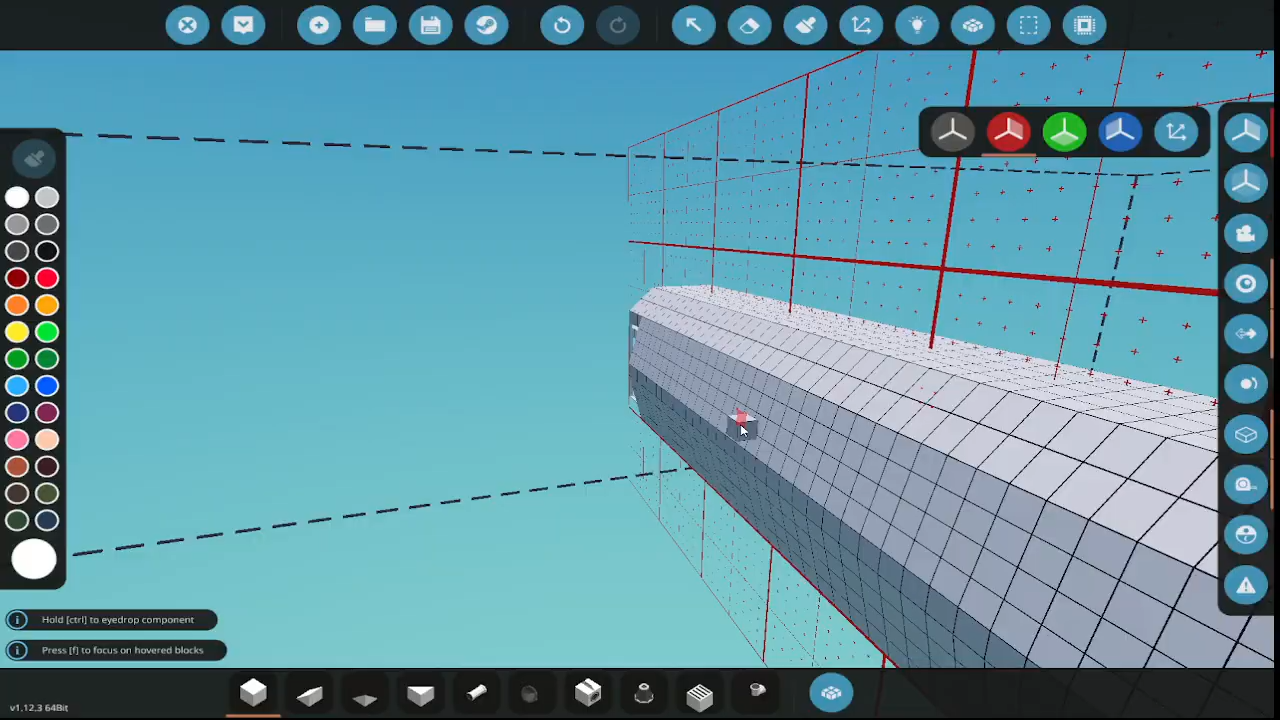 Hold [ctrl] to eyedrop component
Press [f] to focus on hovered blocks
v1.12.3 64Bit